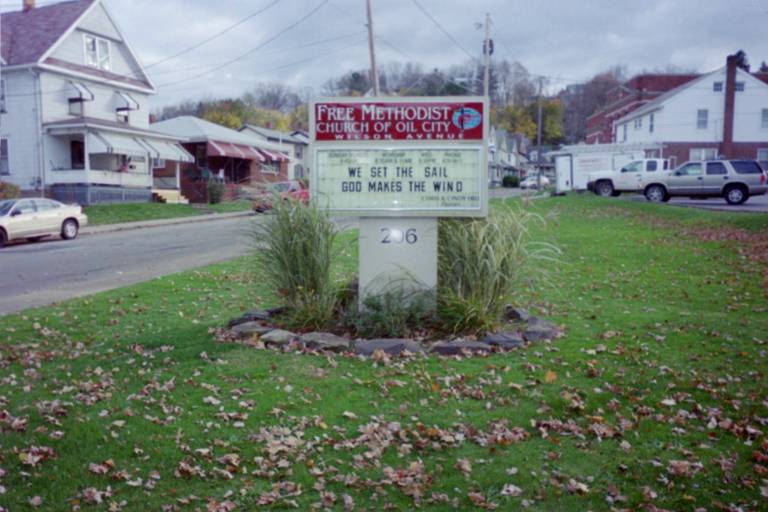 FREE METHODIST
CHURCH OF OIL CITY
WILSON AVENUE
WE SET THE SAIL
GOD MAKES THE WIND
206